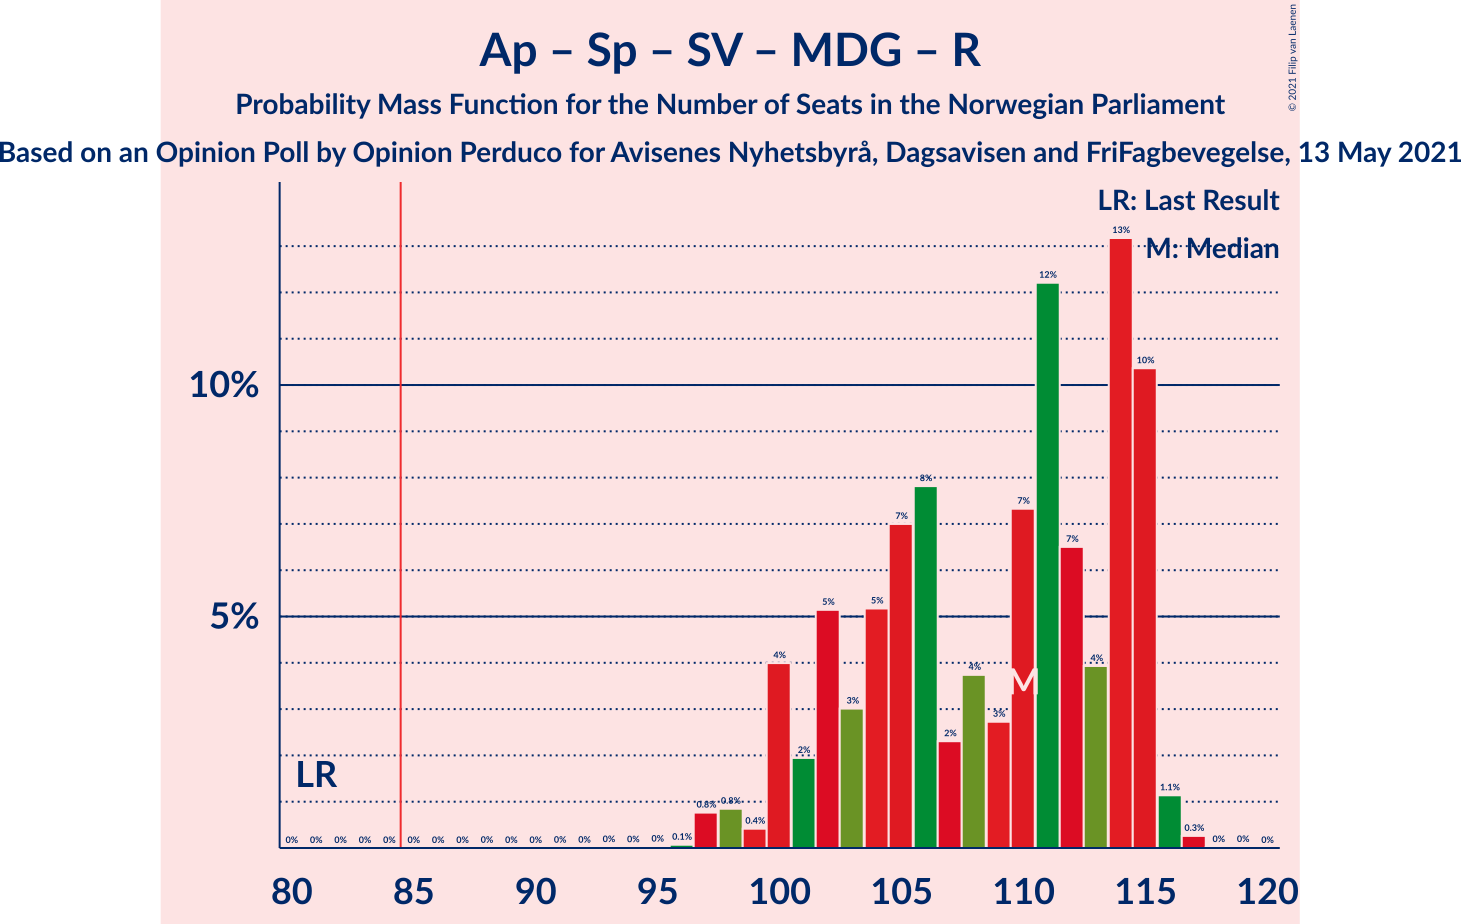 Ap – Sp – SV – MDG – R
Probability Mass Function for the Number of Seats in the Norwegian Parliament
Based on an Opinion Poll by Opinion Perduco for Avisenes Nyhetsbyrå, Dagsavisen and FriFagbevegelse, 13 May 2021
© 2021 Filip van Laenen
LR: Last Result
M: Median
10%
5%
LR
M
0% 0% 0% 0% 0% 0% 0% 0% 0% 0% 0% 0% 0% 0% 0% 0% 0.1% 0.8% 0.8% 0.4% 4% 2% 5% 3% 5% 7% 8% 2% 4% 3% 7% 12% 7% 4% 13% 10% 1.1% 0.3% 0% 0% 0%
80 85 90 95 100 105 110 115 120